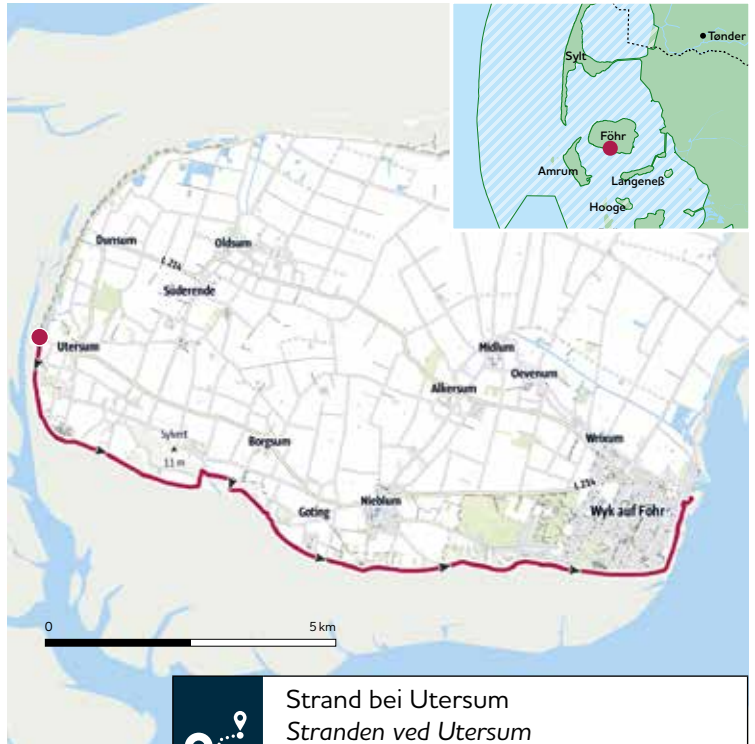 Tønder
Sylt
Föhr
Amrum
Langeneß
Hooge
Dunsum
Oldsum
L 214
Süderende
Utersum
Midlum
Oevenum
Alkersum
Sylvert
11 m
Borgsum
Wrixum
L 214
Nieblum
Goting
Wyk auf Föhr
0
5 km
Strand bei Utersum
Stranden ved Utersum